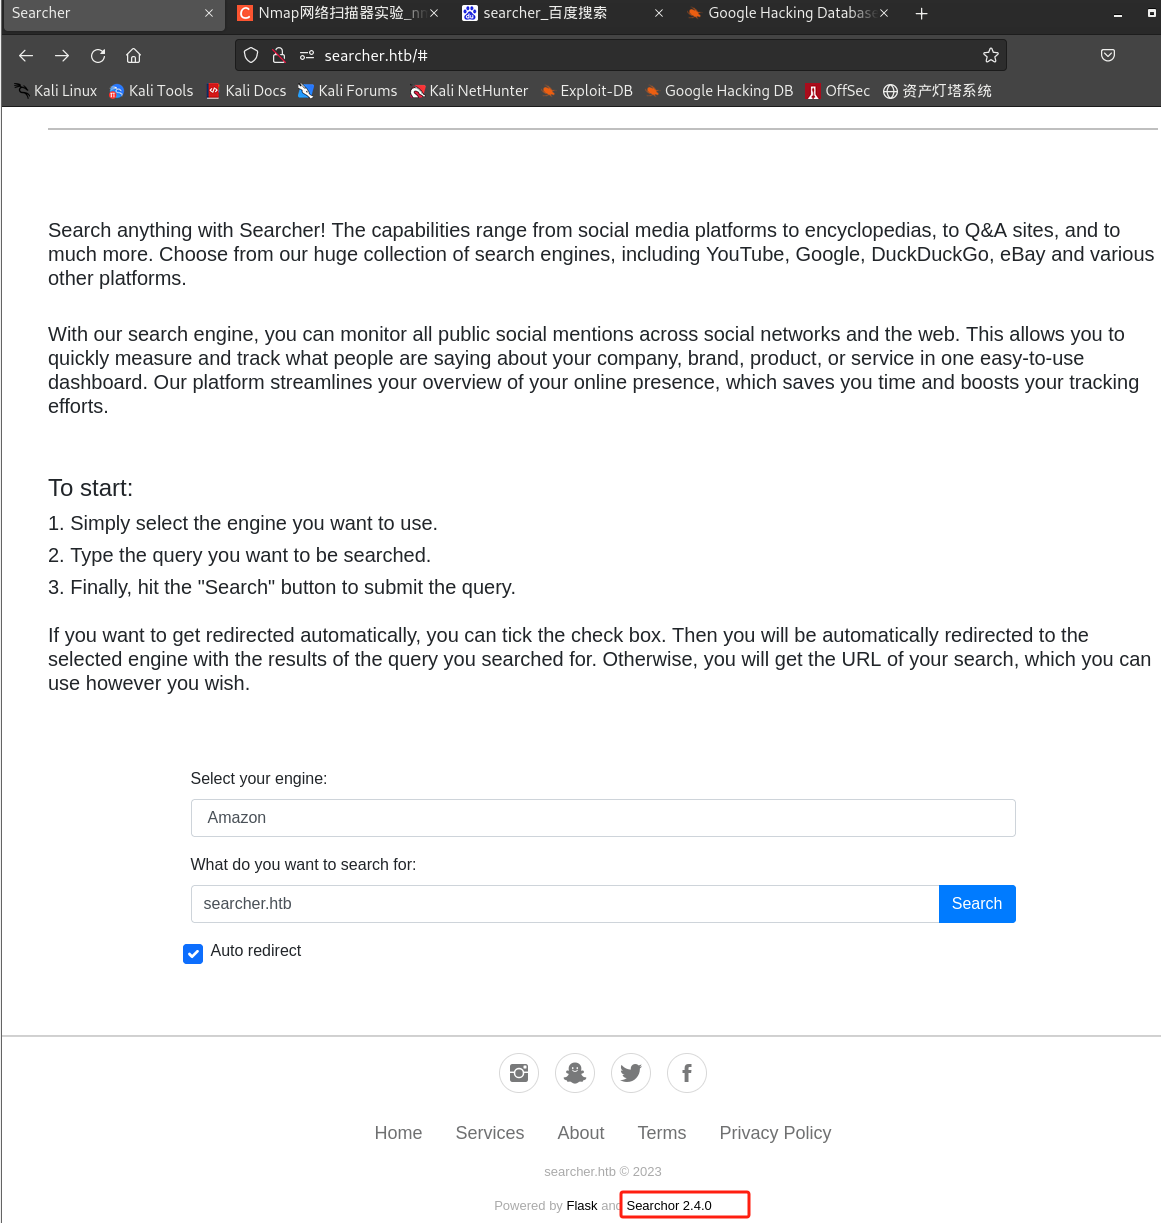 Searcher
Nmap网络扫描器实验_nm
searcher_百度搜索
Google Hacking Database
searcher.htb/#
Kali Linux
Kali Tools
Kali Docs
Kali Forums
Kali NetHunter
Exploit-DB
Google Hacking DB
OffSec
资产灯塔系统
Search anything with Searcher! The capabilities range from social media platforms to encyclopedias, to Q&A sites, and to
much more. Choose from our huge collection of search engines, including YouTube, Google, DuckDuckGo, eBay and various
other platforms.
With our search engine, you can monitor all public social mentions across social networks and the web. This allows you to
quickly measure and track what people are saying about your company, brand, product, or service in one easy-to-use
dashboard. Our platform streamlines your overview of your online presence, which saves you time and boosts your tracking
efforts.
To start:
1. Simply select the engine you want to use.
2. Type the query you want to be searched.
3. Finally, hit the "Search" button to submit the query.
If you want to get redirected automatically, you can tick the check box. Then you will be automatically redirected to the
selected engine with the results of the query you searched for. Otherwise, you will get the URL of your search, which you can
use however you wish.
Select your engine:
Amazon
What do you want to search for:
searcher.htb
Search
Auto redirect
Home Services About Terms Privacy Policy
searcher.htb © 2023
Powered by Flask and Searchor 2.4.0